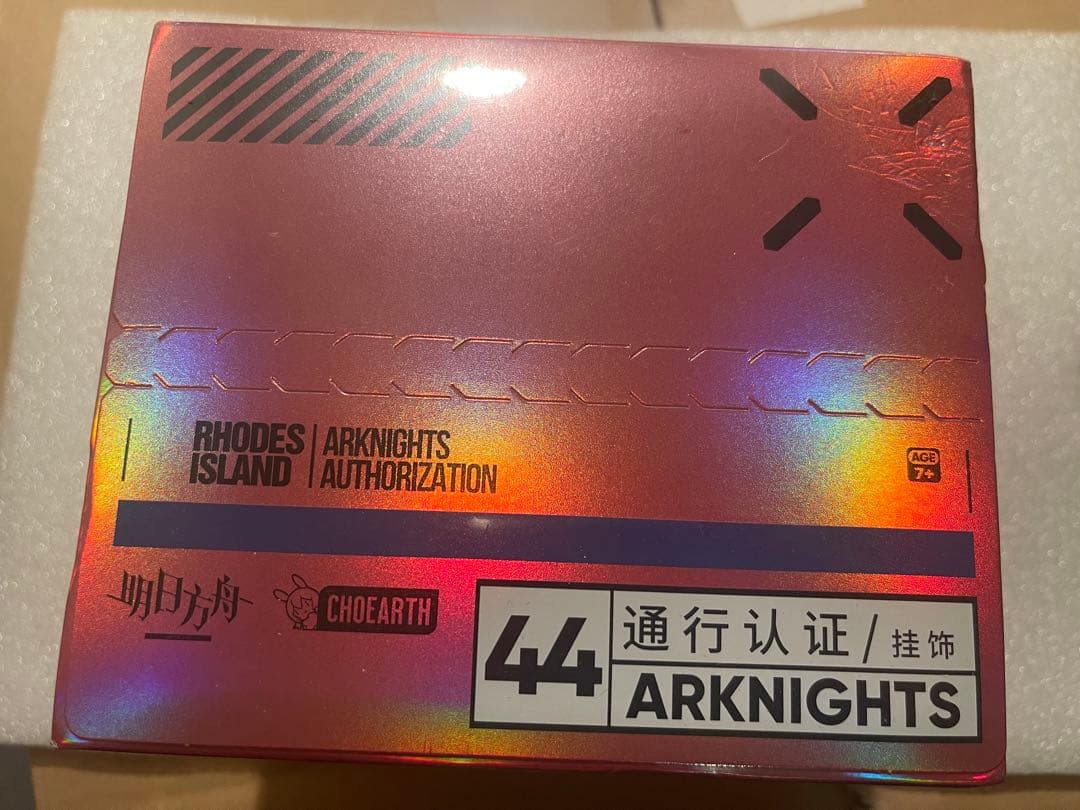 RHODES
ISLAND
ARKNIGHTS
AUTHORIZATION
AGE
7+
明日方舟
CHOEARTH
44
通行认证/挂饰
ARKNIGHTS